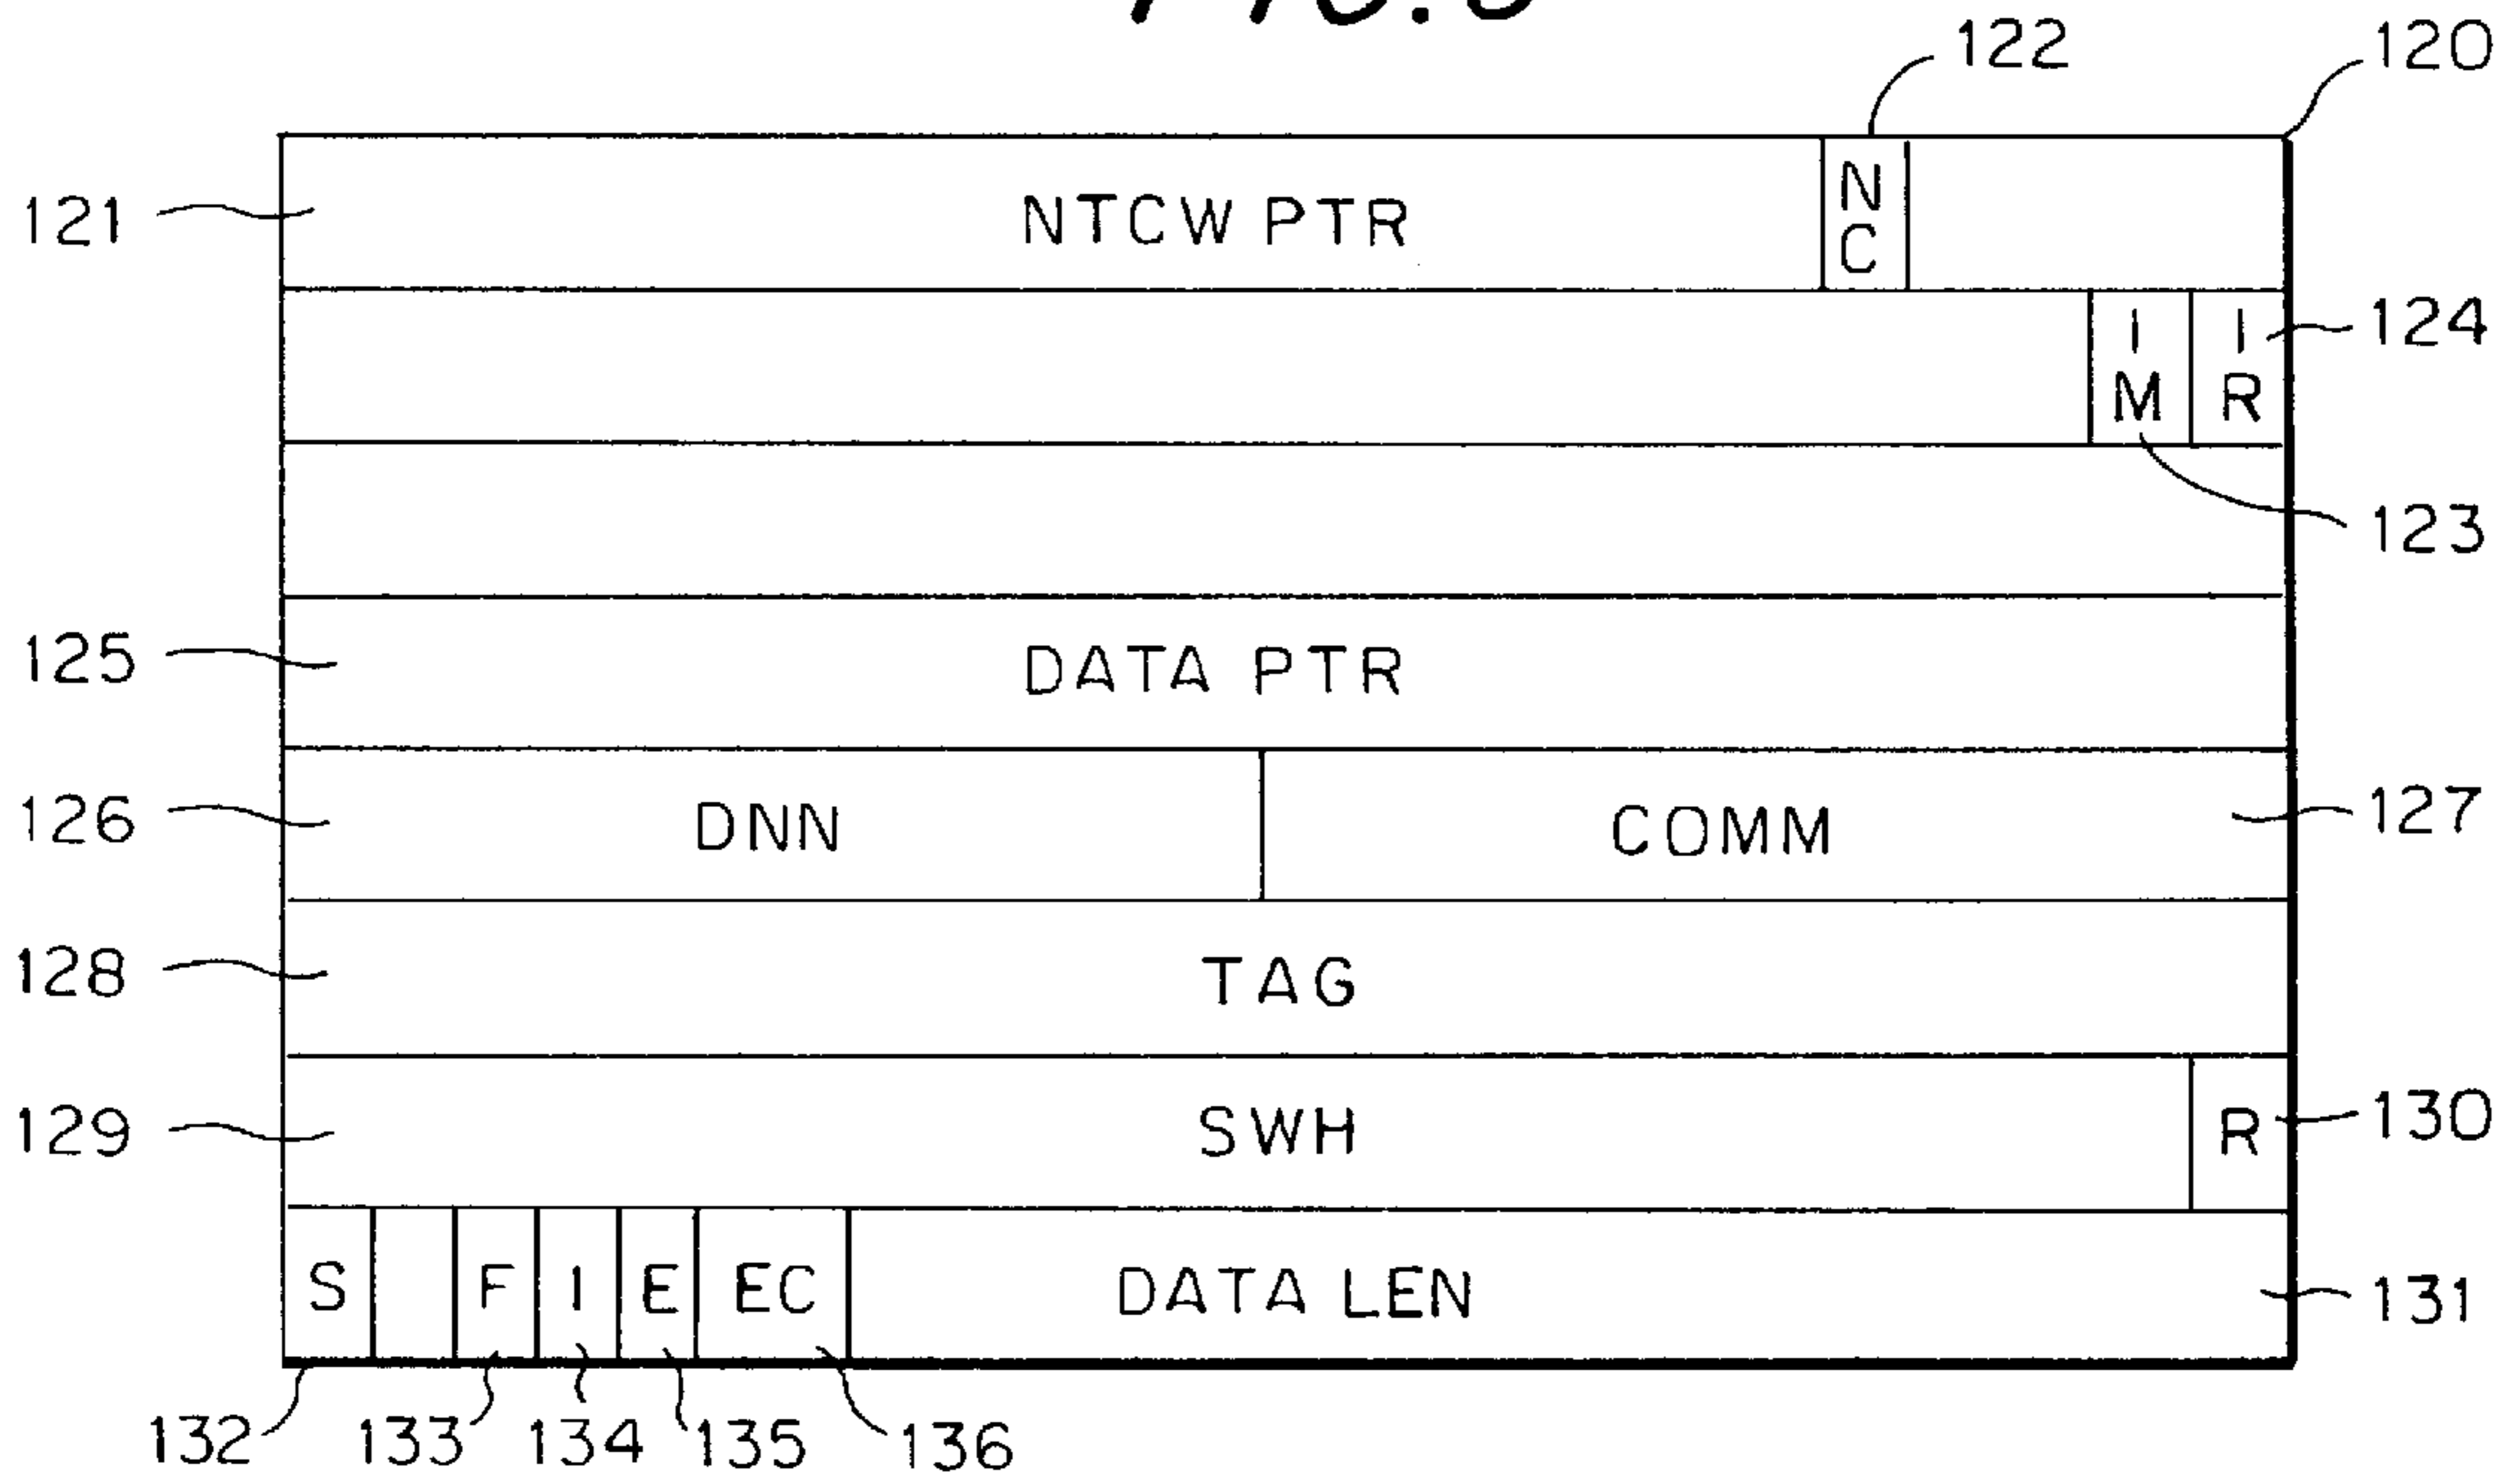 122
120
121
NTCW PTR
N
C
I
M
I
R
124
123
125
DATA PTR
126
DNN
COMM
127
128
TAG
129
SWH
R
130
S
F
I
E
EC
DATA LEN
131
132
133
134
135
136